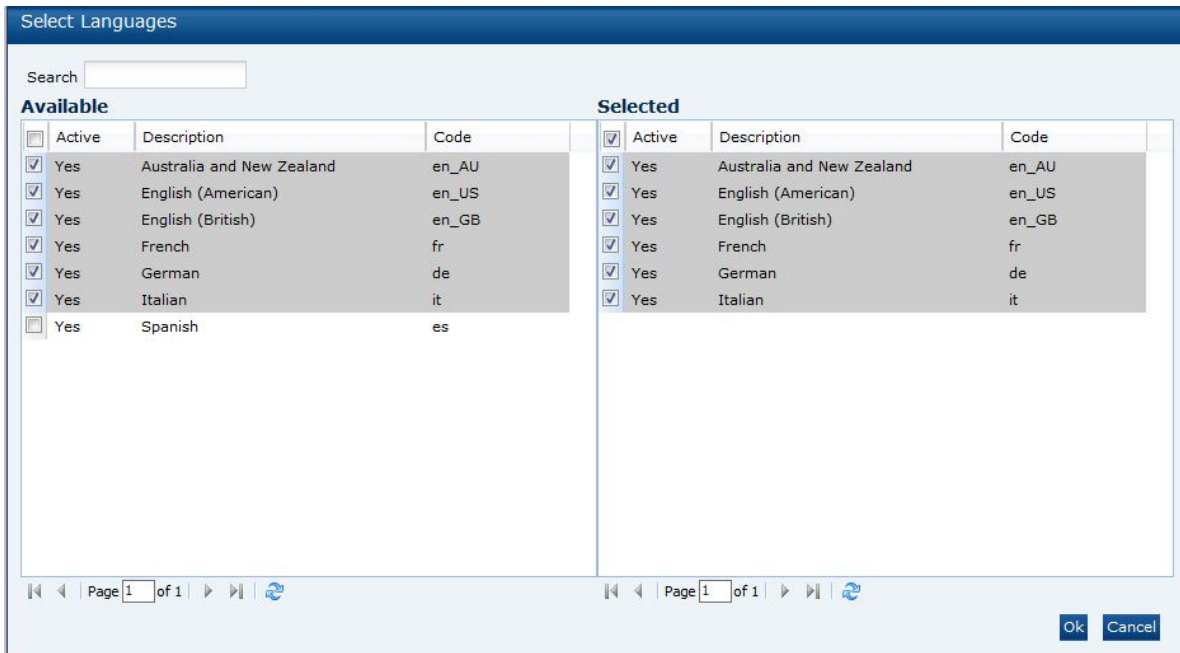 Select Languages
Search
Available
Active Description Code
Yes Australia and New Zealand en_AU
Yes English (American) en_US
Yes English (British) en_GB
Yes French fr
Yes German de
Yes Italian it
Yes Spanish es
Page 1 of 1
Selected
Active Description Code
Yes Australia and New Zealand en_AU
Yes English (American) en_US
Yes English (British) en_GB
Yes French fr
Yes German de
Yes Italian it
Page 1 of 1
Ok Cancel